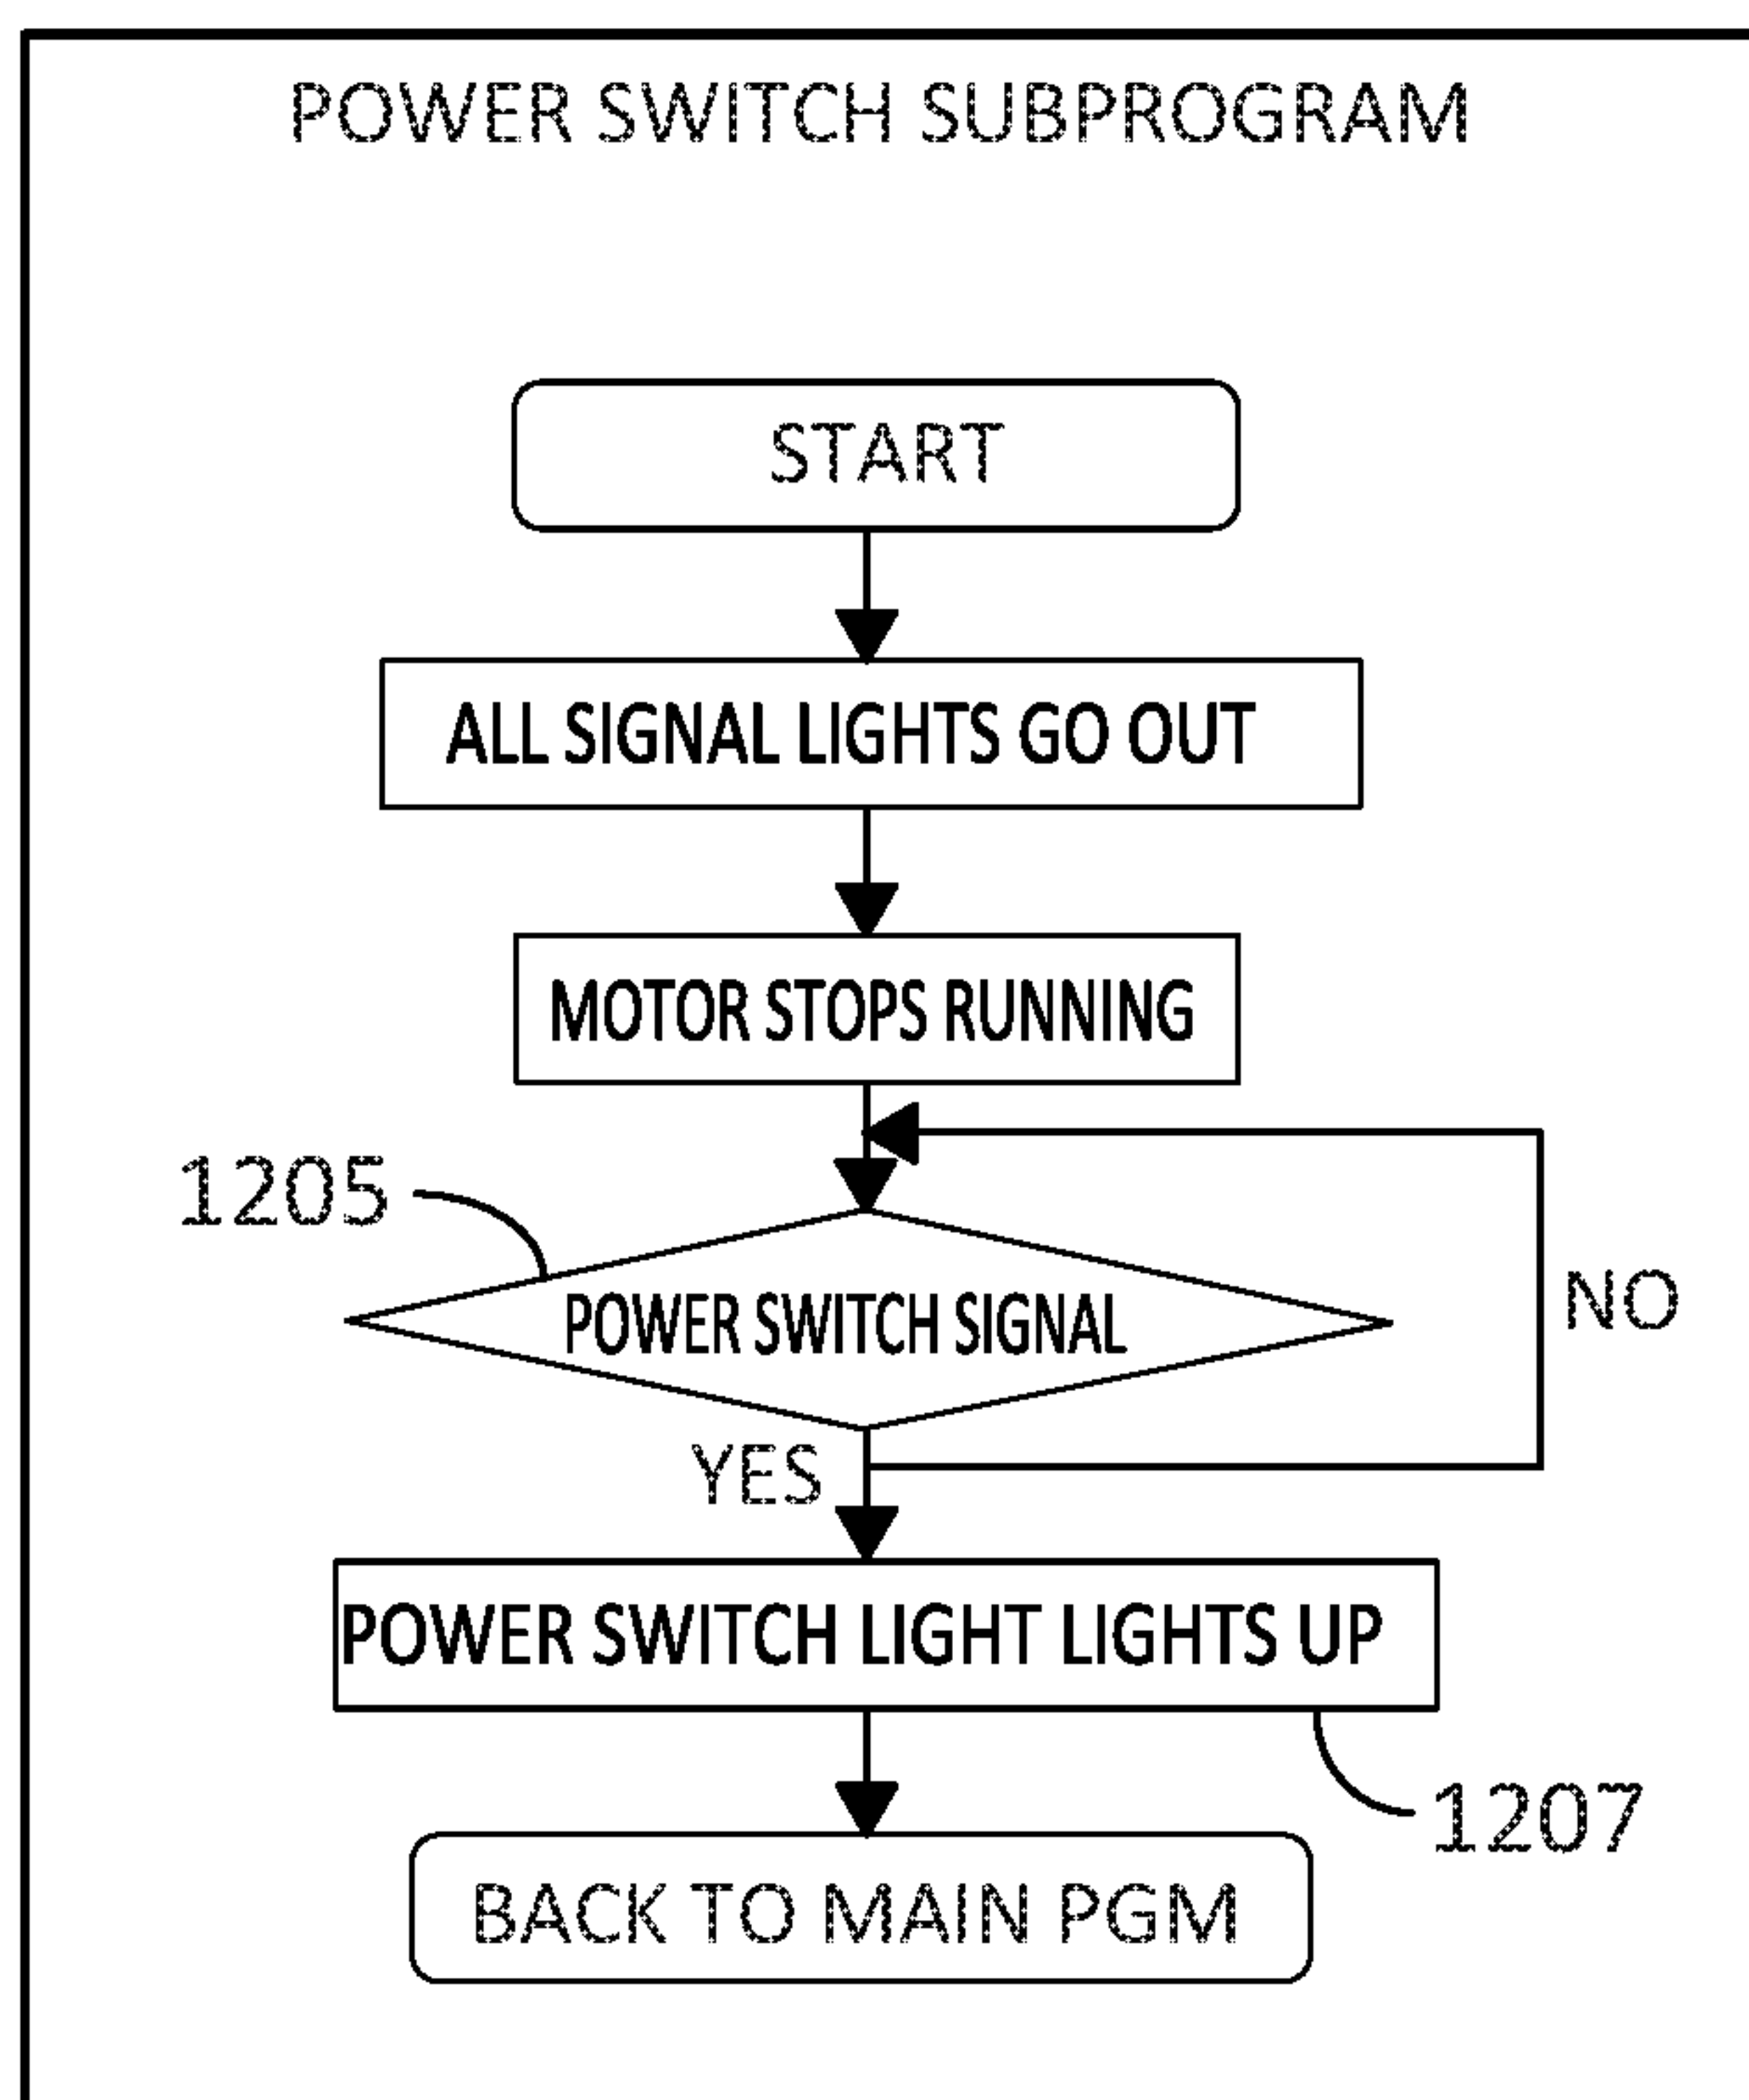 POWER SWITCH SUBPROGRAM
START
ALL SIGNAL LIGHTS GO OUT
MOTOR STOPS RUNNING
1205
POWER SWITCH SIGNAL
NO
YES
POWER SWITCH LIGHT LIGHTS UP
1207
BACK TO MAIN PGM